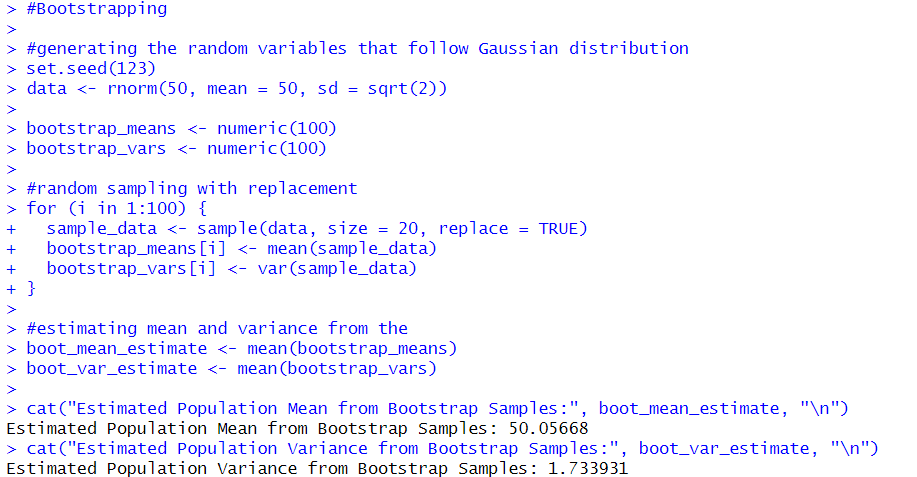 > #Bootstrapping
>
> #generating the random variables that follow Gaussian distribution
> set.seed(123)
> data <- rnorm(50, mean = 50, sd = sqrt(2))
>
> bootstrap_means <- numeric(100)
> bootstrap_vars <- numeric(100)
>
> #random sampling with replacement
> for (i in 1:100) {
+   sample_data <- sample(data, size = 20, replace = TRUE)
+   bootstrap_means[i] <- mean(sample_data)
+   bootstrap_vars[i] <- var(sample_data)
+ }
>
> #estimating mean and variance from the
> boot_mean_estimate <- mean(bootstrap_means)
> boot_var_estimate <- mean(bootstrap_vars)
>
> cat("Estimated Population Mean from Bootstrap Samples:", boot_mean_estimate, "\n")
Estimated Population Mean from Bootstrap Samples: 50.05668
> cat("Estimated Population Variance from Bootstrap Samples:", boot_var_estimate, "\n")
Estimated Population Variance from Bootstrap Samples: 1.733931